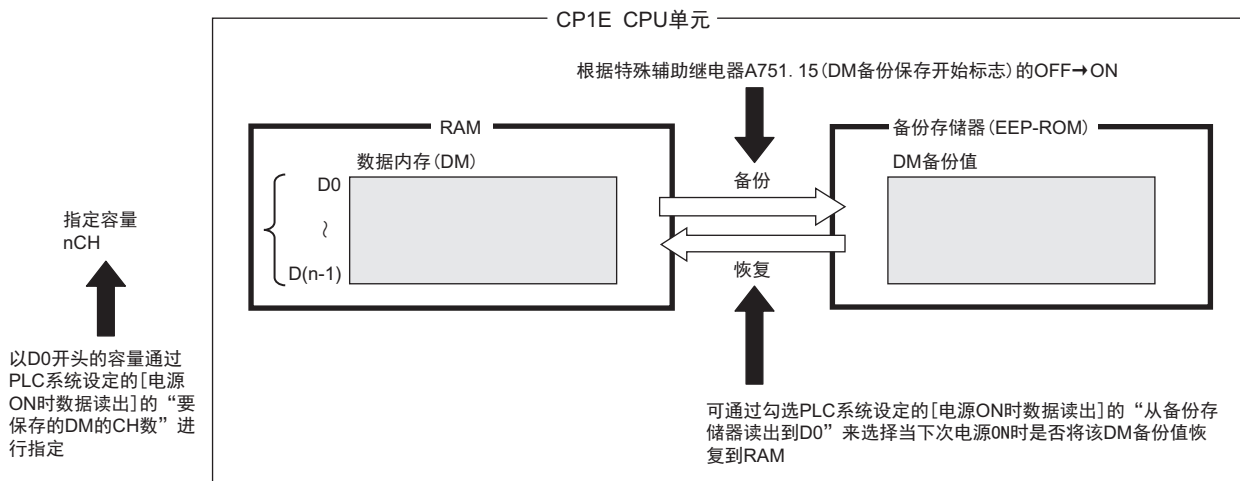 CP1E CPU单元
根据特殊辅助继电器A751.15(DM备份保存开始标志)的OFF→ON
RAM
备份存储器(EEP-ROM)
数据内存(DM)
DM备份值
D0
~
D(n-1)
备份
恢复
指定容量
nCH
以D0开头的容量通过
PLC系统设定的[电源
ON时数据读出]的“要
保存的DM的CH数”进
行指定
可通过勾选PLC系统设定的[电源ON时数据读出]的“从备份存
储器读出到D0”来选择当下次电源ON时是否将该DM备份值恢
复到RAM